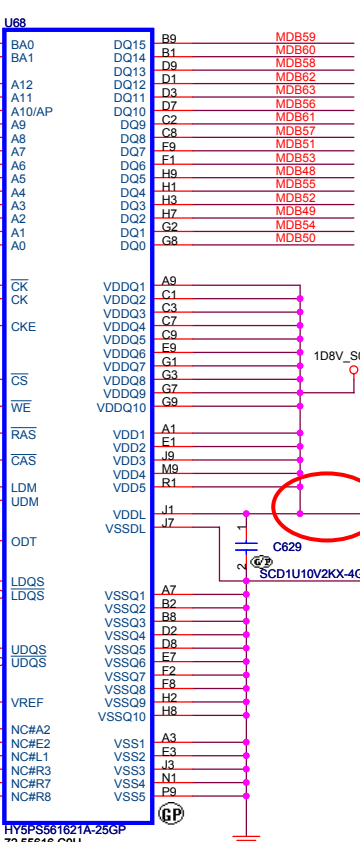 U68
BA0 DQ15 B9 MDB59
BA1 DQ14 B1 MDB60
DQ13 D9 MDB58
A12 DQ12 D1 MDB62
A11 DQ11 D3 MDB63
A10/AP DQ10 D7 MDB56
A9 DQ9 C2 MDB61
A8 DQ8 C8 MDB57
A7 DQ7 F9 MDB51
A6 DQ6 F1 MDB53
A5 DQ5 H9 MDB48
A4 DQ4 H1 MDB55
A3 DQ3 H3 MDB52
A2 DQ2 H7 MDB49
A1 DQ1 G2 MDB54
A0 DQ0 G8 MDB50
CK VDDQ1 A9
CK VDDQ2 C1
VDDQ3 C3
CKE VDDQ4 C7
VDDQ5 C9
VDDQ6 E9
VDDQ7 G1
1D8V_S0
CS VDDQ8 G3
VDDQ9 G7
WE VDDQ10 G9
RAS VDD1 A1
VDD2 E1
CAS VDD3 J9
VDD4 M9
LDM VDD5 R1
UDM
VDDL J1
VSSDL J7
1
ODT
C629
2
GP
SCD1U10V2KX-4G
LDQS
LDQS VSSQ1 A7
VSSQ2 B2
VSSQ3 B8
VSSQ4 D2
UDQS VSSQ5 D8
UDQS VSSQ6 E7
VSSQ7 F2
VSSQ8 F8
VREF VSSQ9 H2
VSSQ10 H8
NC#A2
NC#E2 VSS1 A3
NC#L1 VSS2 E3
NC#R3 VSS3 J3
NC#R7 VSS4 N1
NC#R8 VSS5 P9
GP
HY5PS561621A-25GP